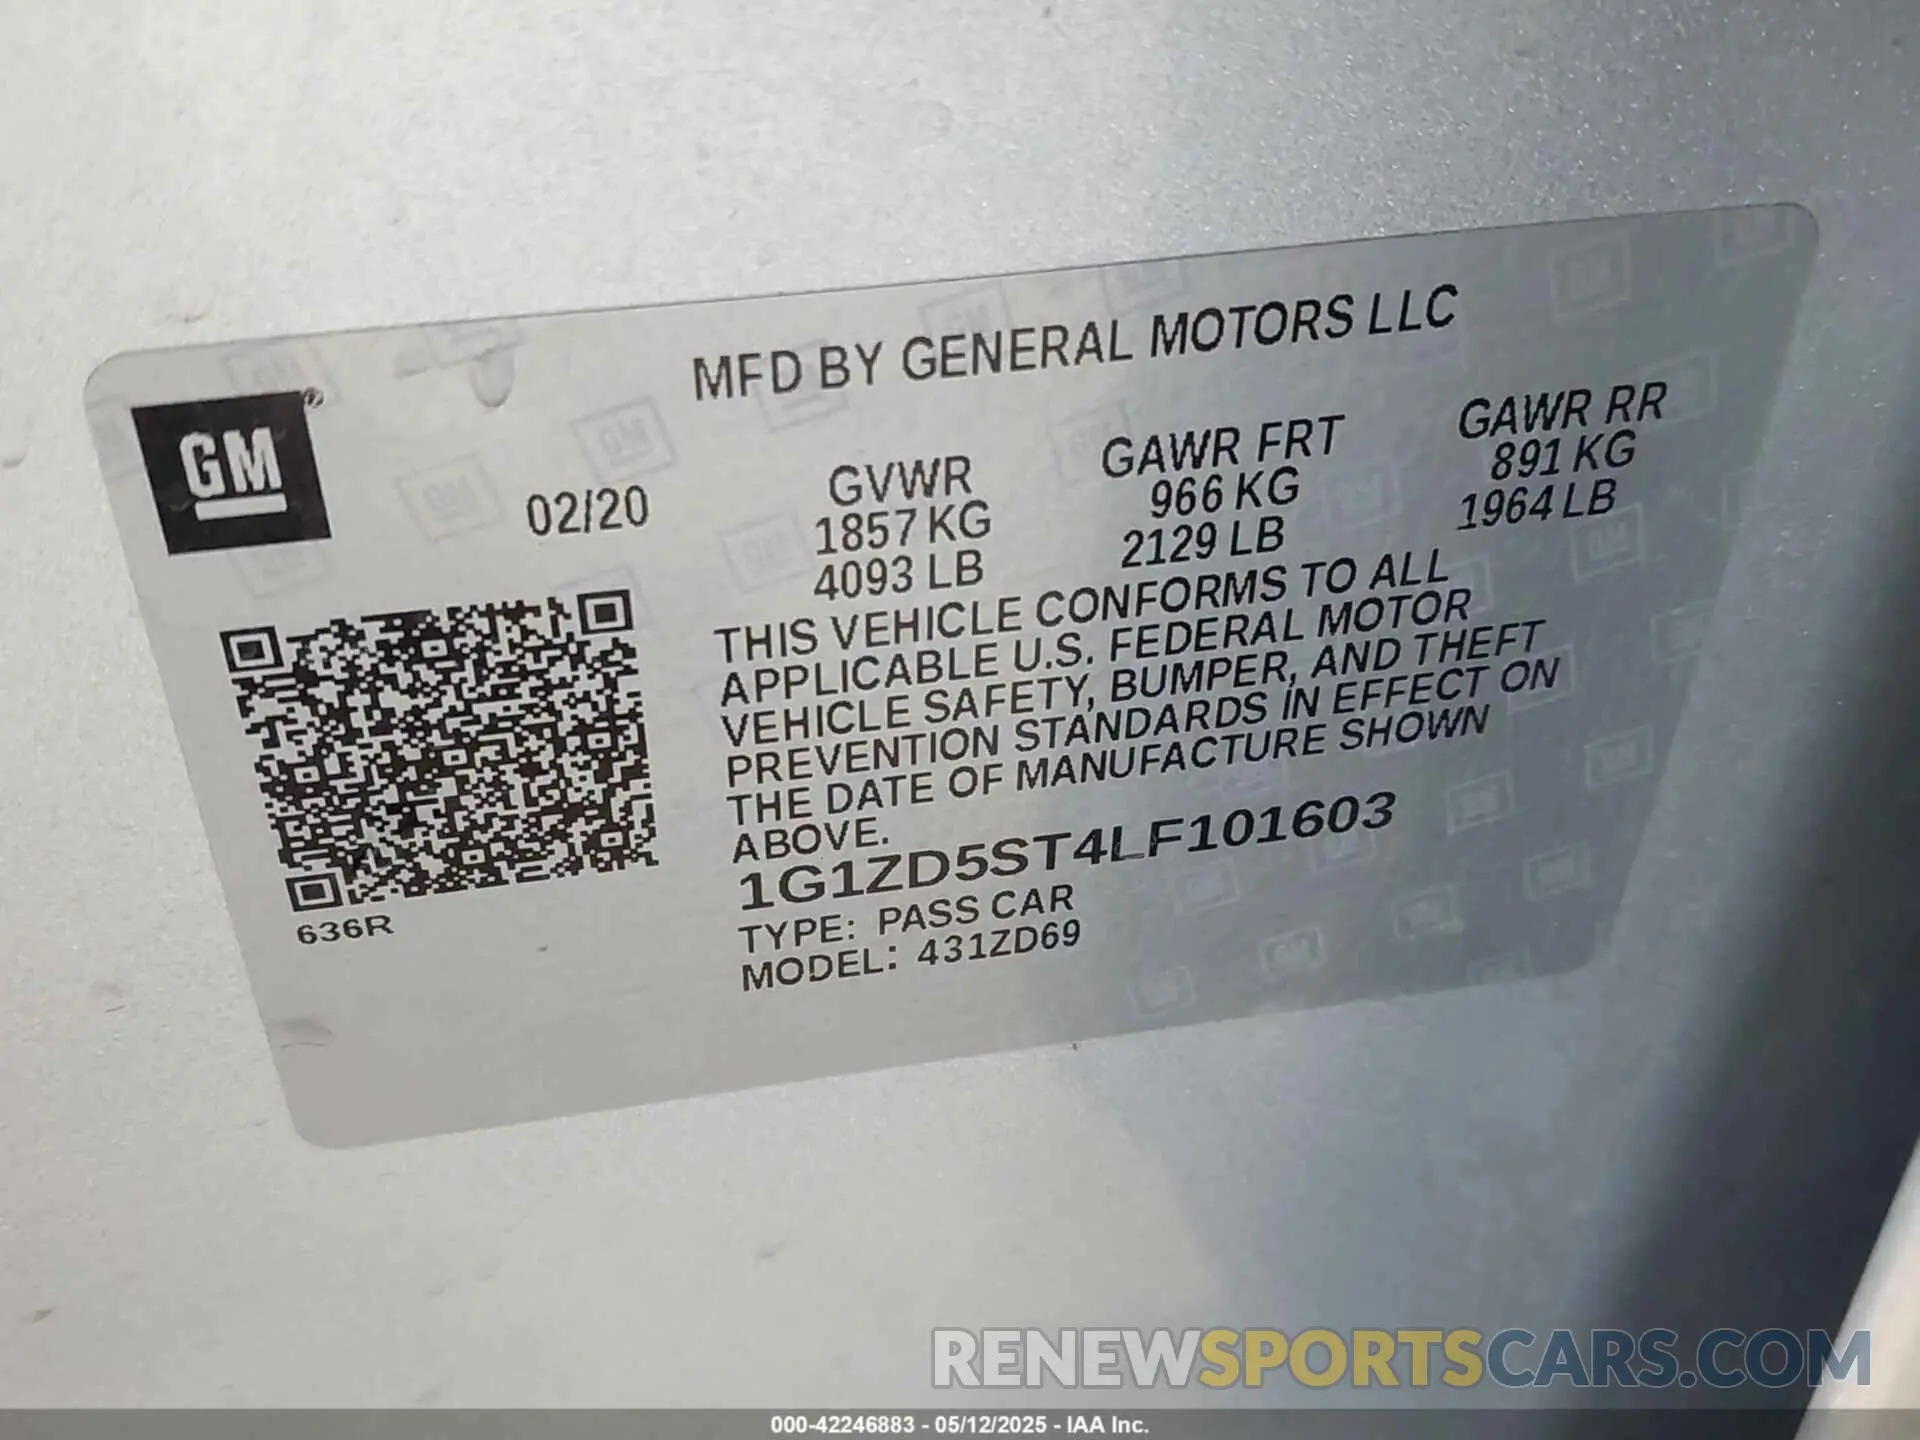 MFD BY GENERAL MOTORS LLC
GM®
02/20
GVWR
1857 KG
4093 LB
GAWR FRT
966 KG
2129 LB
GAWR RR
891 KG
1964 LB
THIS VEHICLE CONFORMS TO ALL
APPLICABLE U.S. FEDERAL MOTOR
VEHICLE SAFETY, BUMPER, AND THEFT
PREVENTION STANDARDS IN EFFECT ON
THE DATE OF MANUFACTURE SHOWN
ABOVE.
1G1ZD5ST4LF101603
TYPE: PASS CAR
MODEL: 431ZD69
636R
RENEWSPORTSCARS.COM
000-42246883 - 05/12/2025 - IAA Inc.